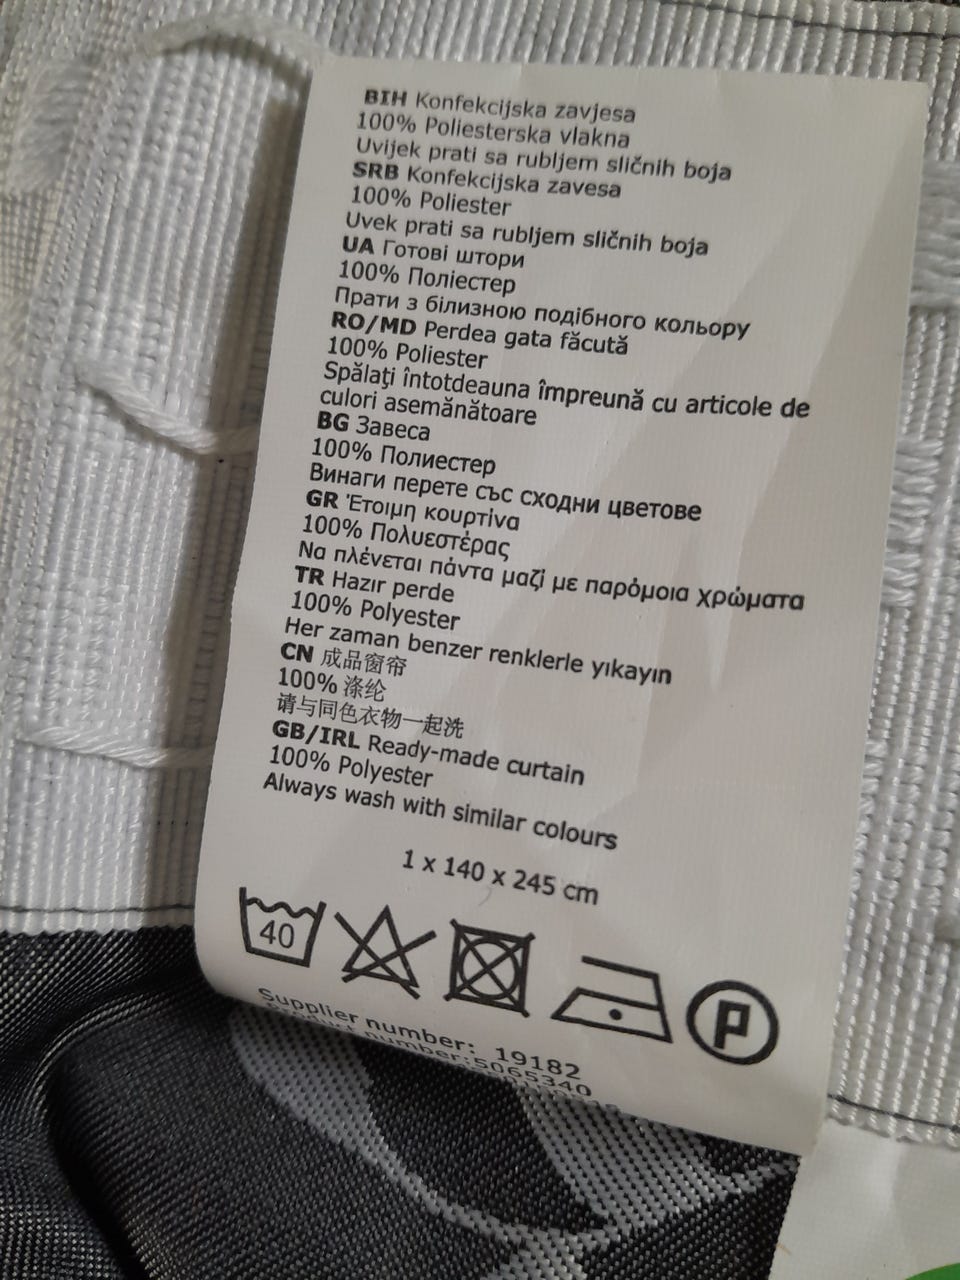 BIH Konfekcijska zavjesa
100% Poliesterska vlakna
Uvijek prati sa rubljem sličnih boja
SRB Konfekcijska zavesa
100% Poliester
Uvek prati sa rubljem sličnih boja
UA Готові штори
100% Поліестер
Прати з білизною подібного кольору
RO/MD Perdea gata făcută
100% Poliester
Spălați întotdeauna împreună cu articole de
culori asemănătoare
BG Завеса
100% Полиестер
Винаги перете със сходни цветове
GR Έτοιμη κουρτίνα
100% Πολυεστέρας
Να πλένεται πάντα μαζί με παρόμοια χρώματα
TR Hazır perde
100% Polyester
Her zaman benzer renklerle yıkayın
CN 成品窗帘
100% 涤纶
请与同色衣物一起洗
GB/IRL Ready-made curtain
100% Polyester
Always wash with similar colours
1 x 140 x 245 cm
40 P
Supplier number: 19182
Product number:5065340